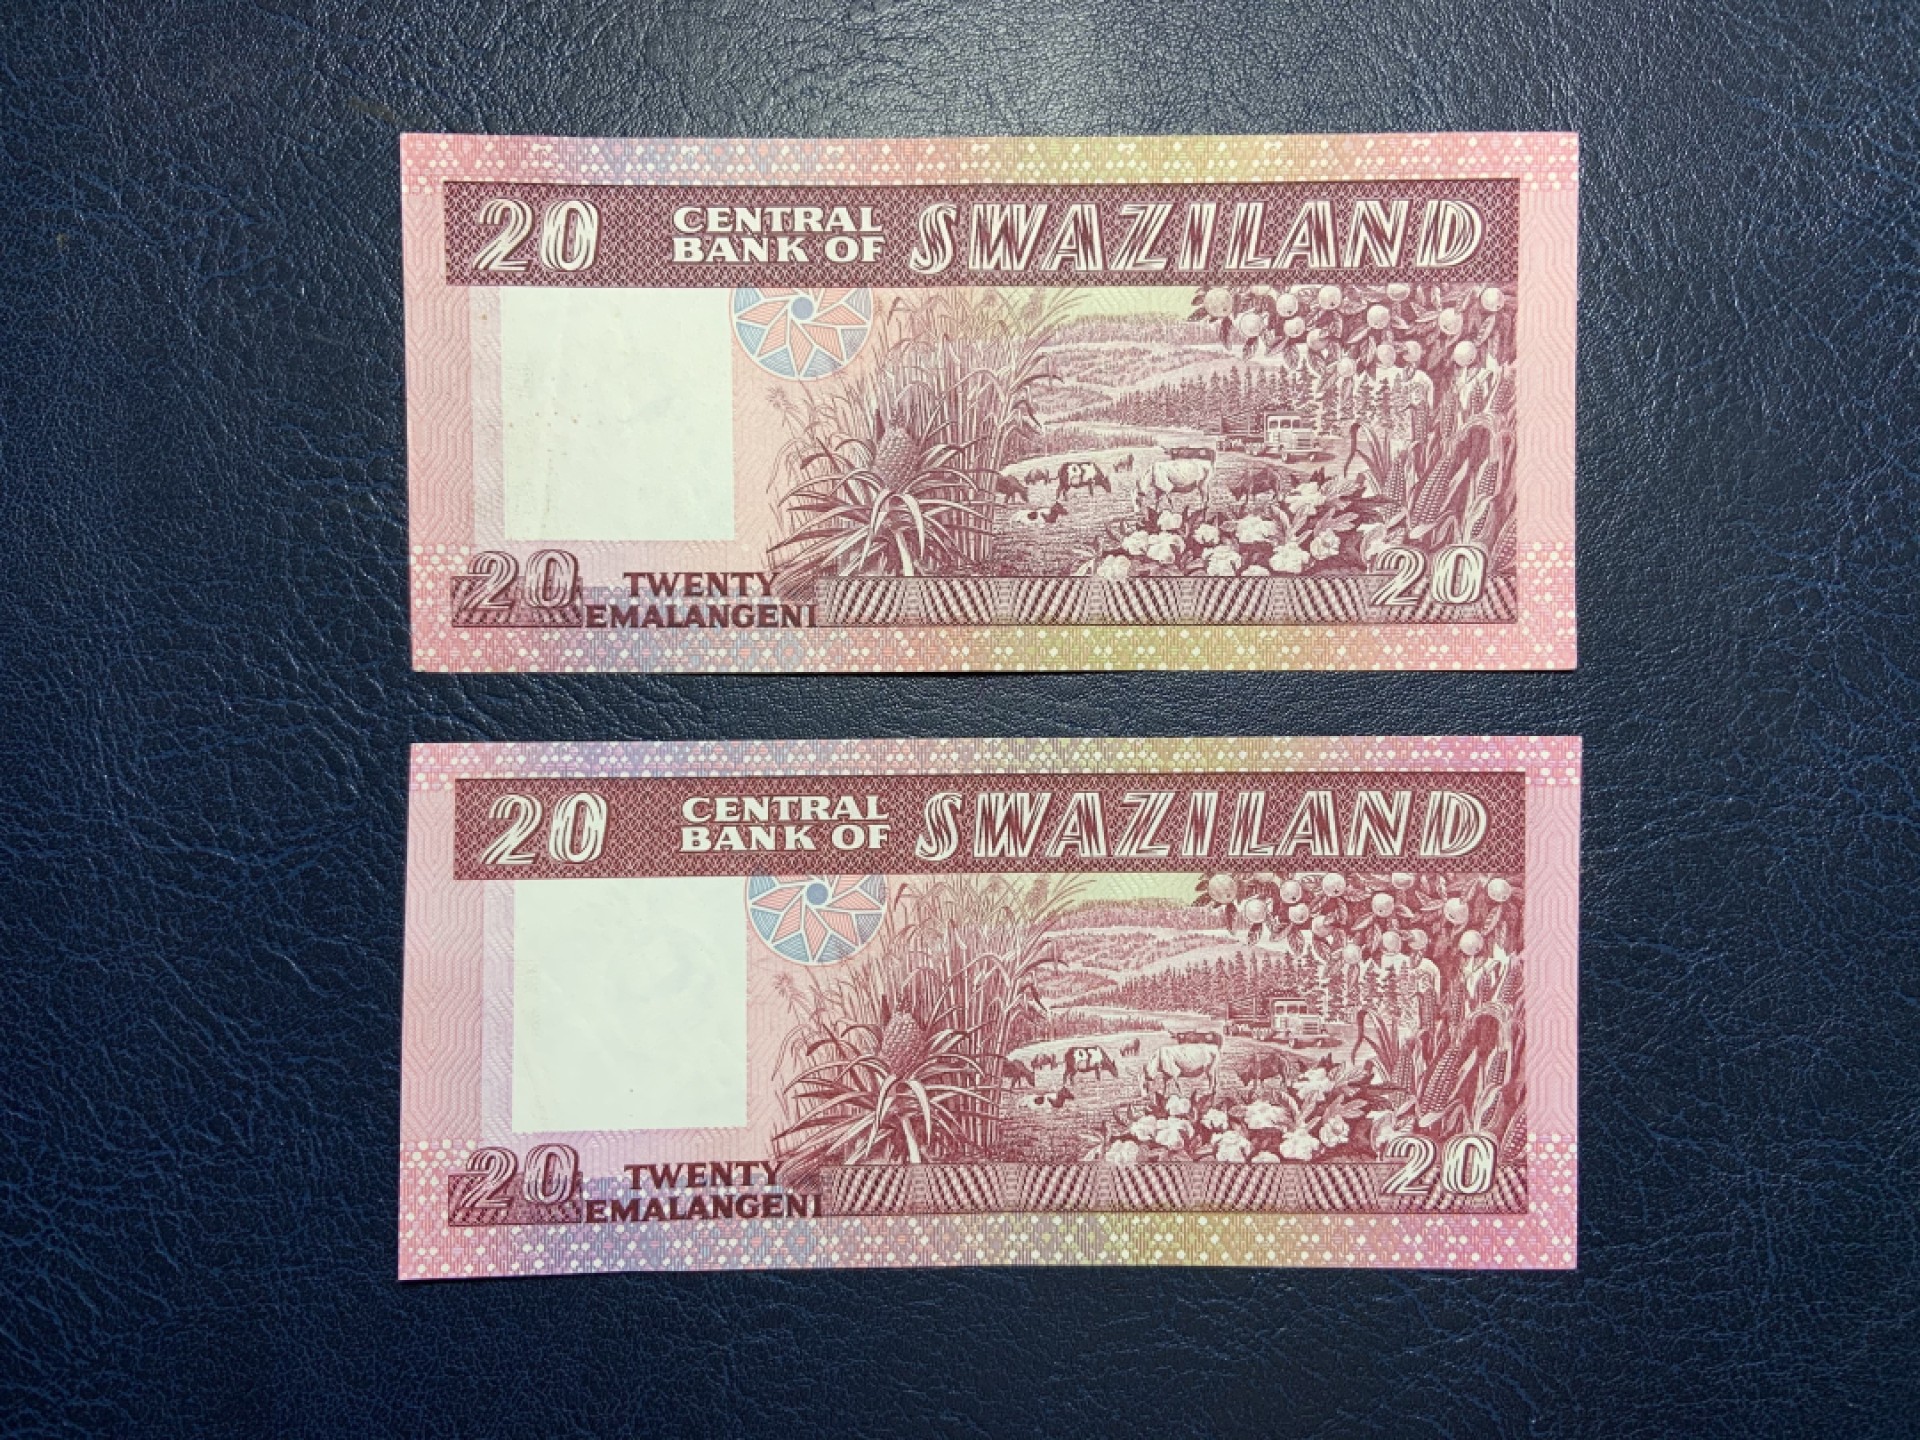 20 CENTRAL BANK OF SWAZILAND
20 TWENTY EMALANGENI 20
20 CENTRAL BANK OF SWAZILAND
20 TWENTY EMALANGENI 20